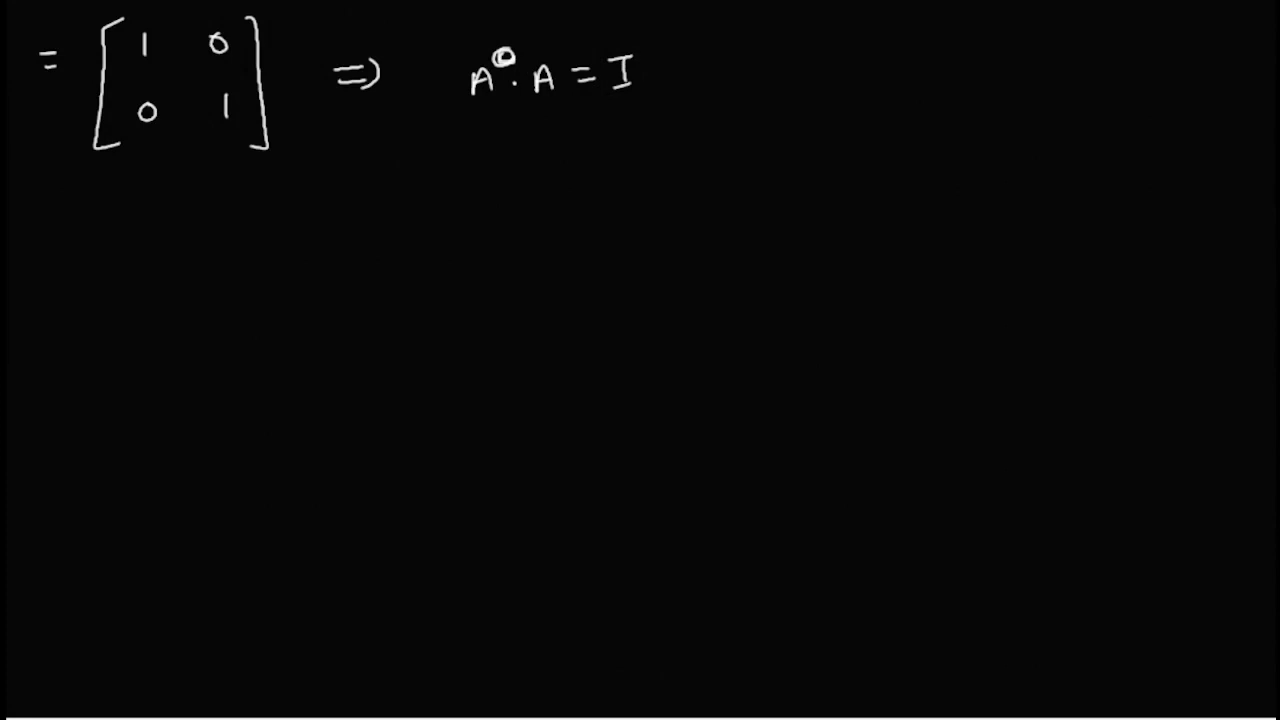 = [ 1 0
0 1 ] ⇒ A^Θ · A = I